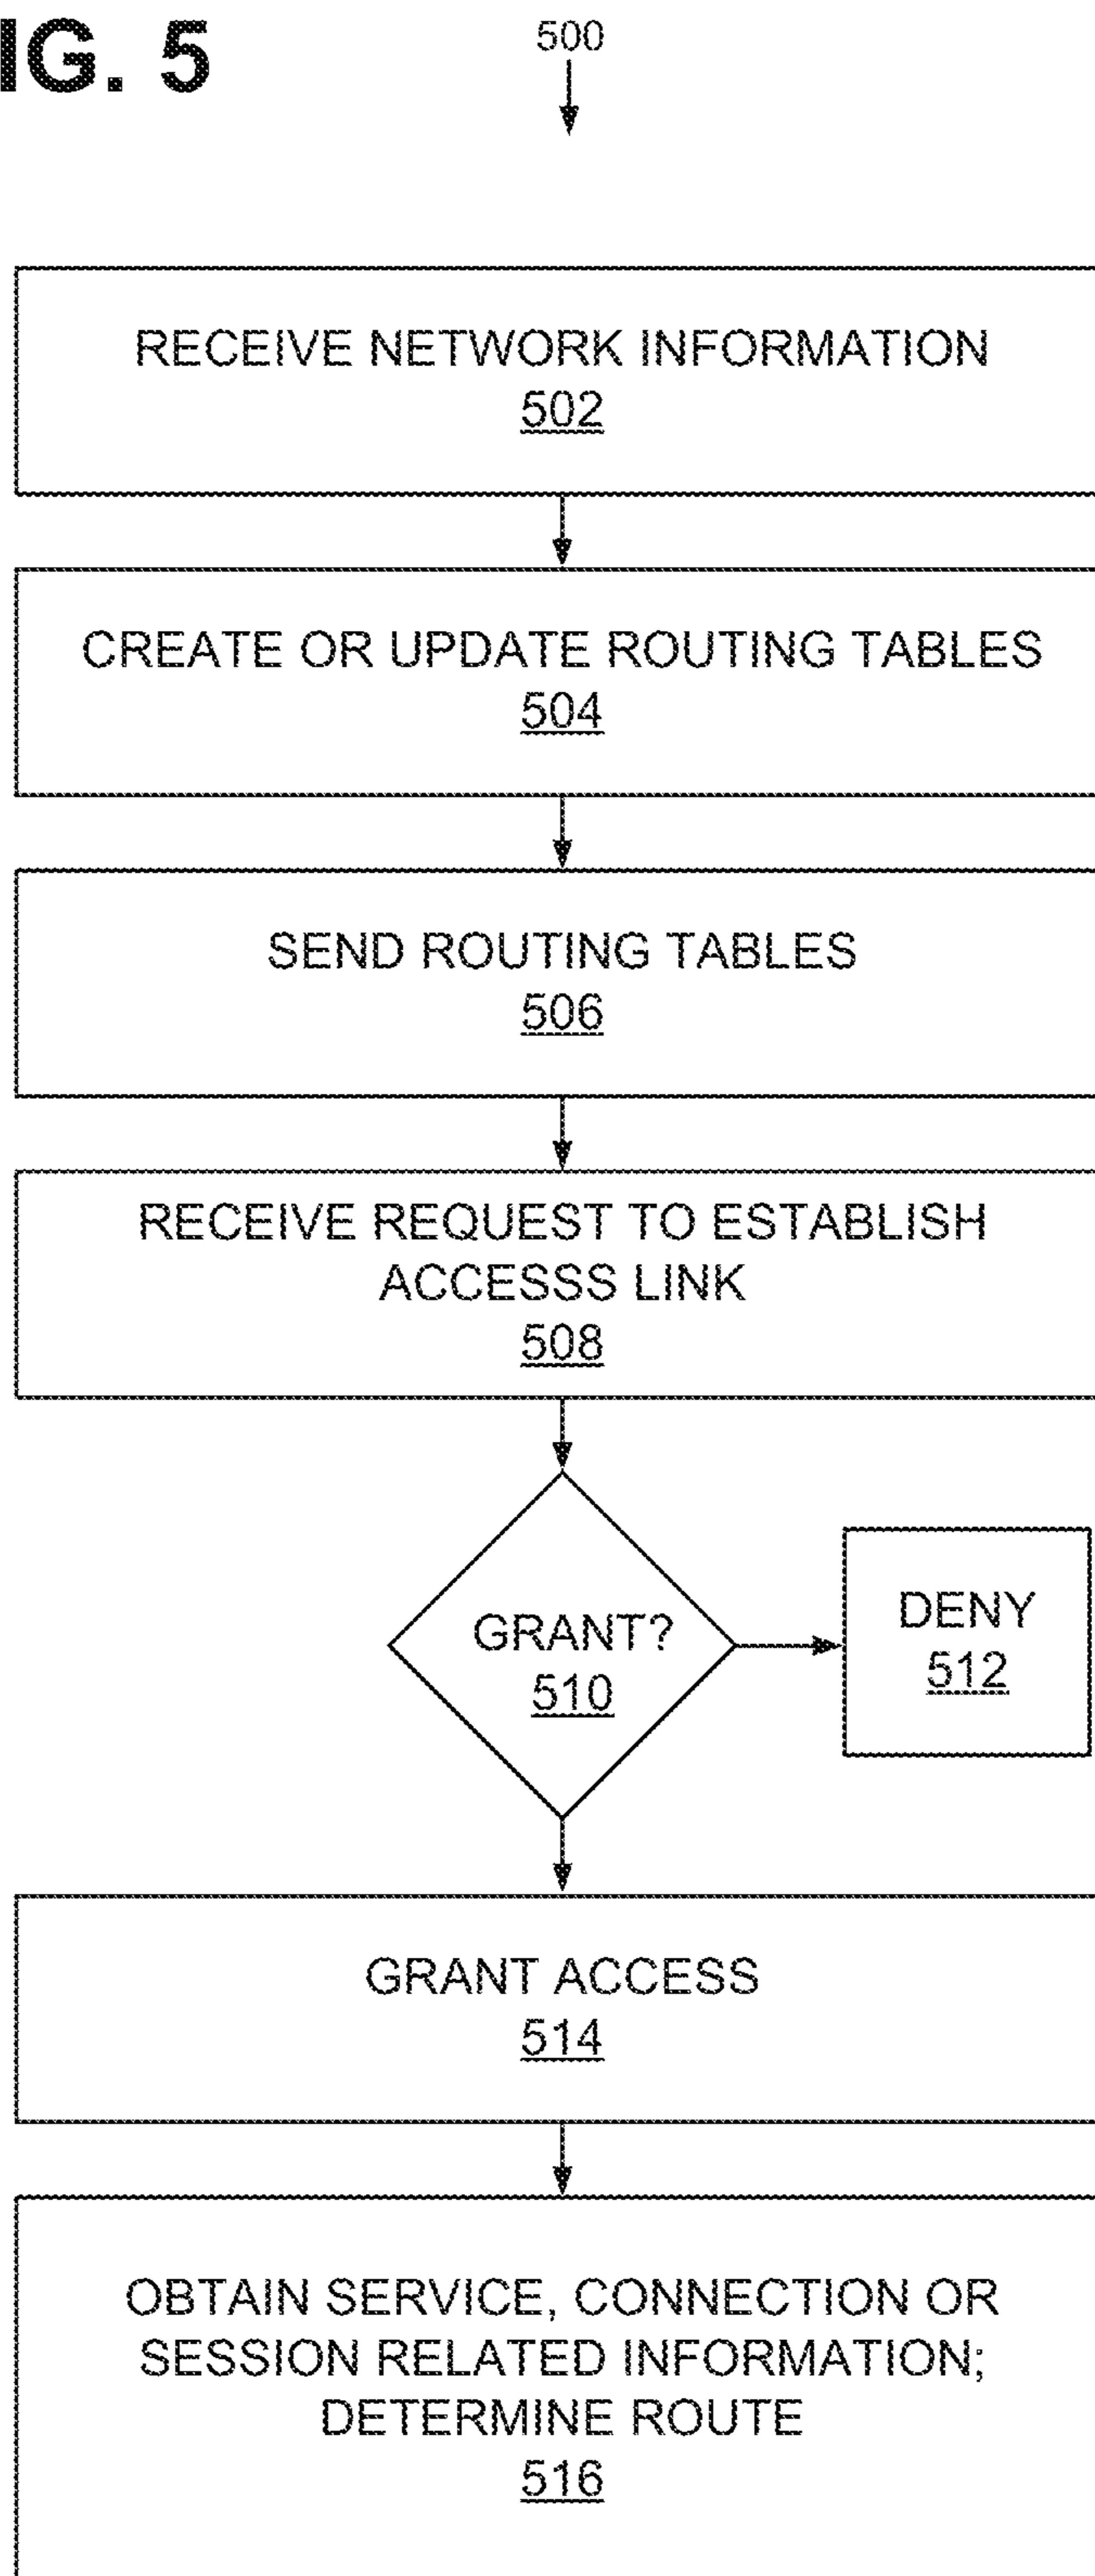 IG. 5
500
RECEIVE NETWORK INFORMATION
502
CREATE OR UPDATE ROUTING TABLES
504
SEND ROUTING TABLES
506
RECEIVE REQUEST TO ESTABLISH
ACCESSS LINK
508
GRANT?
510
DENY
512
GRANT ACCESS
514
OBTAIN SERVICE, CONNECTION OR
SESSION RELATED INFORMATION;
DETERMINE ROUTE
516